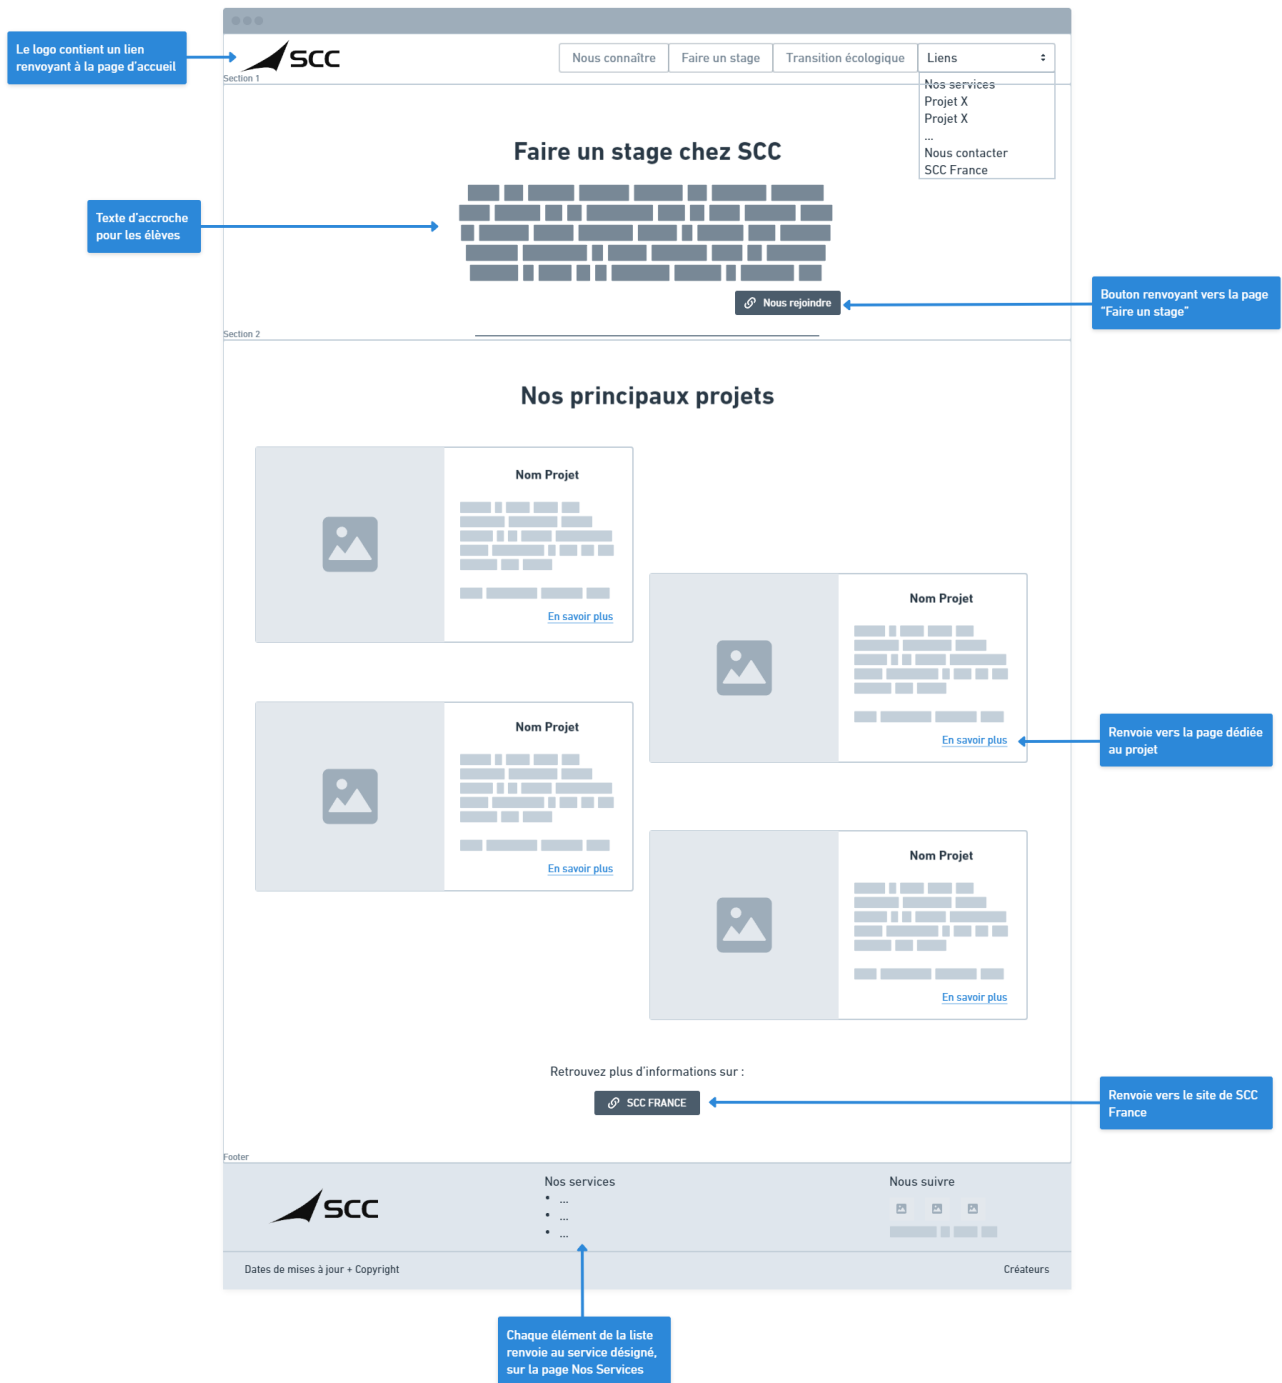 Le logo contient un lien
renvoyant à la page d'accueil
SCC
Nous connaître
Faire un stage
Transition écologique
Liens
Section 1
Nos services
Projet X
Projet X
...
Nous contacter
SCC France
Faire un stage chez SCC
Texte d'accroche
pour les élèves
Nous rejoindre
Bouton renvoyant vers la page
"Faire un stage"
Section 2
Nos principaux projets
Nom Projet
En savoir plus
Nom Projet
En savoir plus
Nom Projet
En savoir plus
Renvoie vers la page dédiée
au projet
Nom Projet
En savoir plus
Retrouvez plus d'informations sur :
SCC FRANCE
Renvoie vers le site de SCC
France
Footer
SCC
Nos services
• ...
• ...
• ...
Nous suivre
Dates de mises à jour + Copyright
Créateurs
Chaque élément de la liste
renvoie au service désigné,
sur la page Nos Services